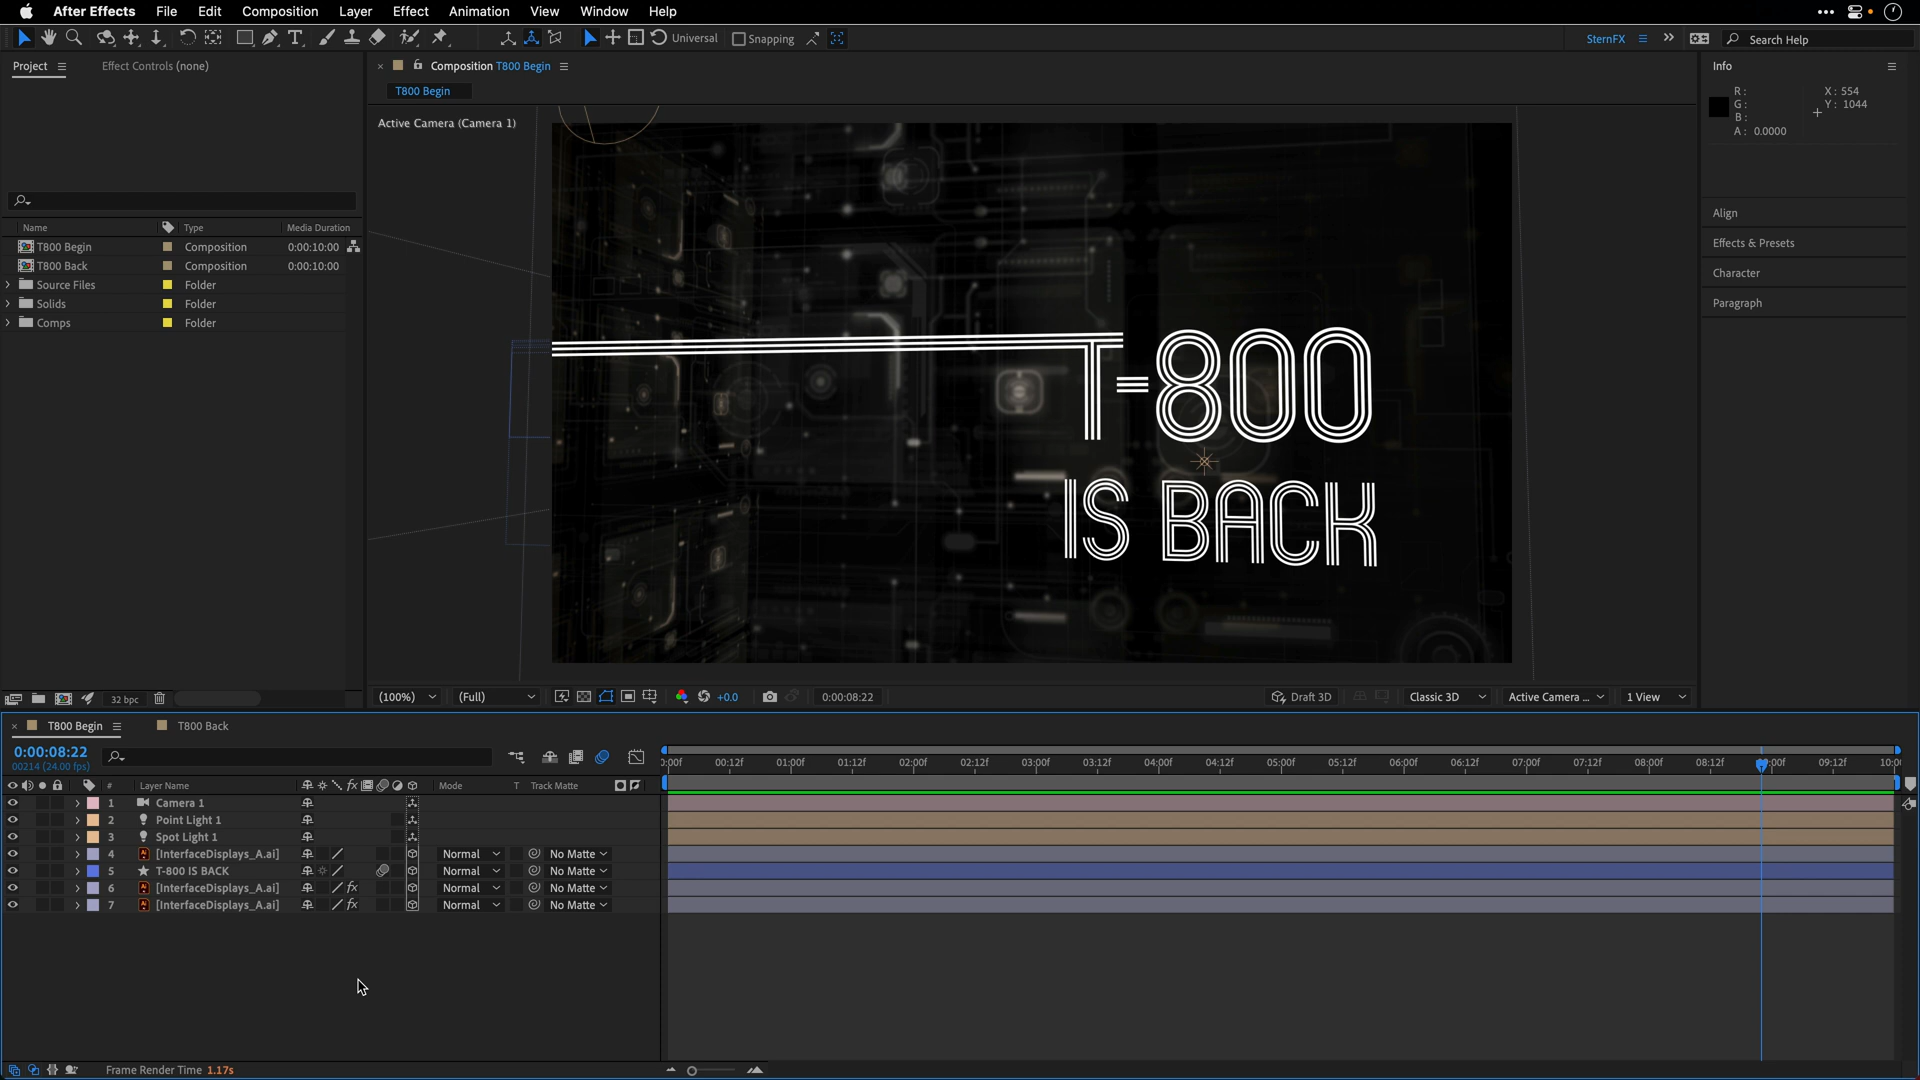 After Effects File Edit Composition Layer Effect Animation View Window Help
Universal Snapping SternFX Search Help
Project Effect Controls (none) Composition T800 Begin Info
T800 Begin
R: X: 554
G: Y: 1044
B:
A: 0.0000
Active Camera (Camera 1)
Name Type Media Duration
T800 Begin Composition 0:00:10:00
T800 Back Composition 0:00:10:00
Source Files Folder
Solids Folder
Comps Folder
Align
Effects & Presets
Character
Paragraph
T-800
IS BACK
32 bpc
(100%) (Full) +0.0 0:00:08:22 Draft 3D Classic 3D Active Camera ... 1 View
T800 Begin T800 Back
0:00:08:22
00214 (24.00 fps)
:00f 00:12f 01:00f 01:12f 02:00f 02:12f 03:00f 03:12f 04:00f 04:12f 05:00f 05:12f 06:00f 06:12f 07:00f 07:12f 08:00f 08:12f 10:00
09:12f
# Layer Name fx Mode T Track Matte
1 Camera 1
2 Point Light 1
3 Spot Light 1
4 Ai [InterfaceDisplays_A.ai] Normal No Matte
5 T-800 IS BACK Normal No Matte
6 Ai [InterfaceDisplays_A.ai] fx Normal No Matte
7 Ai [InterfaceDisplays_A.ai] fx Normal No Matte
Frame Render Time 1.17s